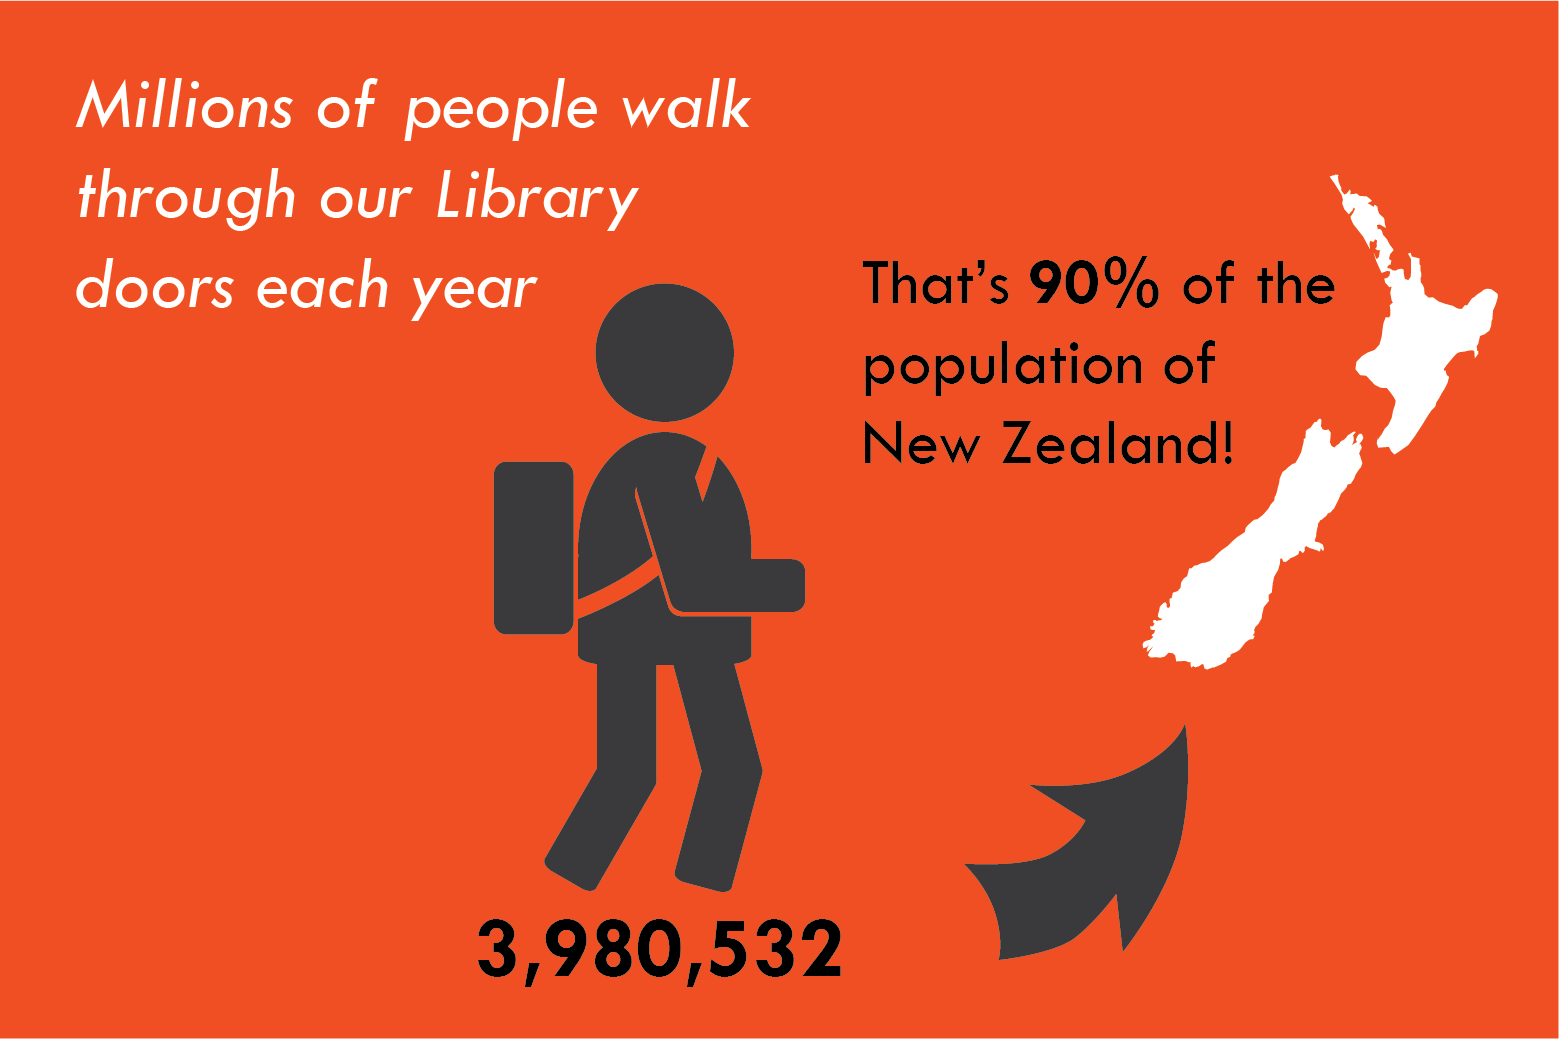 Millions of people walk
through our Library
doors each year
That's 90% of the
population of
New Zealand!
3,980,532